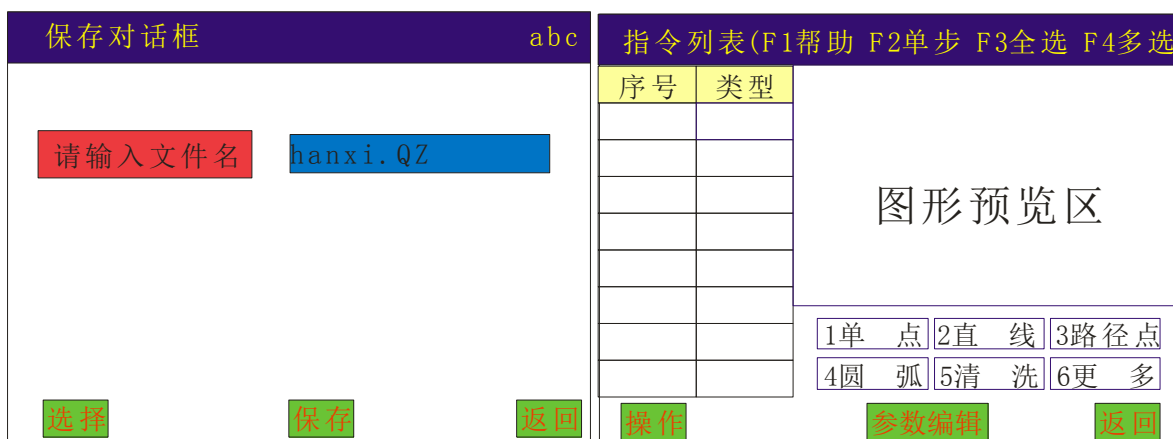 保存对话框 abc
请输入文件名 hanxi.QZ
选择 保存 返回
指令列表(F1帮助 F2单步 F3全选 F4多选
序号 类型
图形预览区
1单 点 2直 线 3路径点
4圆 弧 5清 洗 6更 多
操作 参数编辑 返回